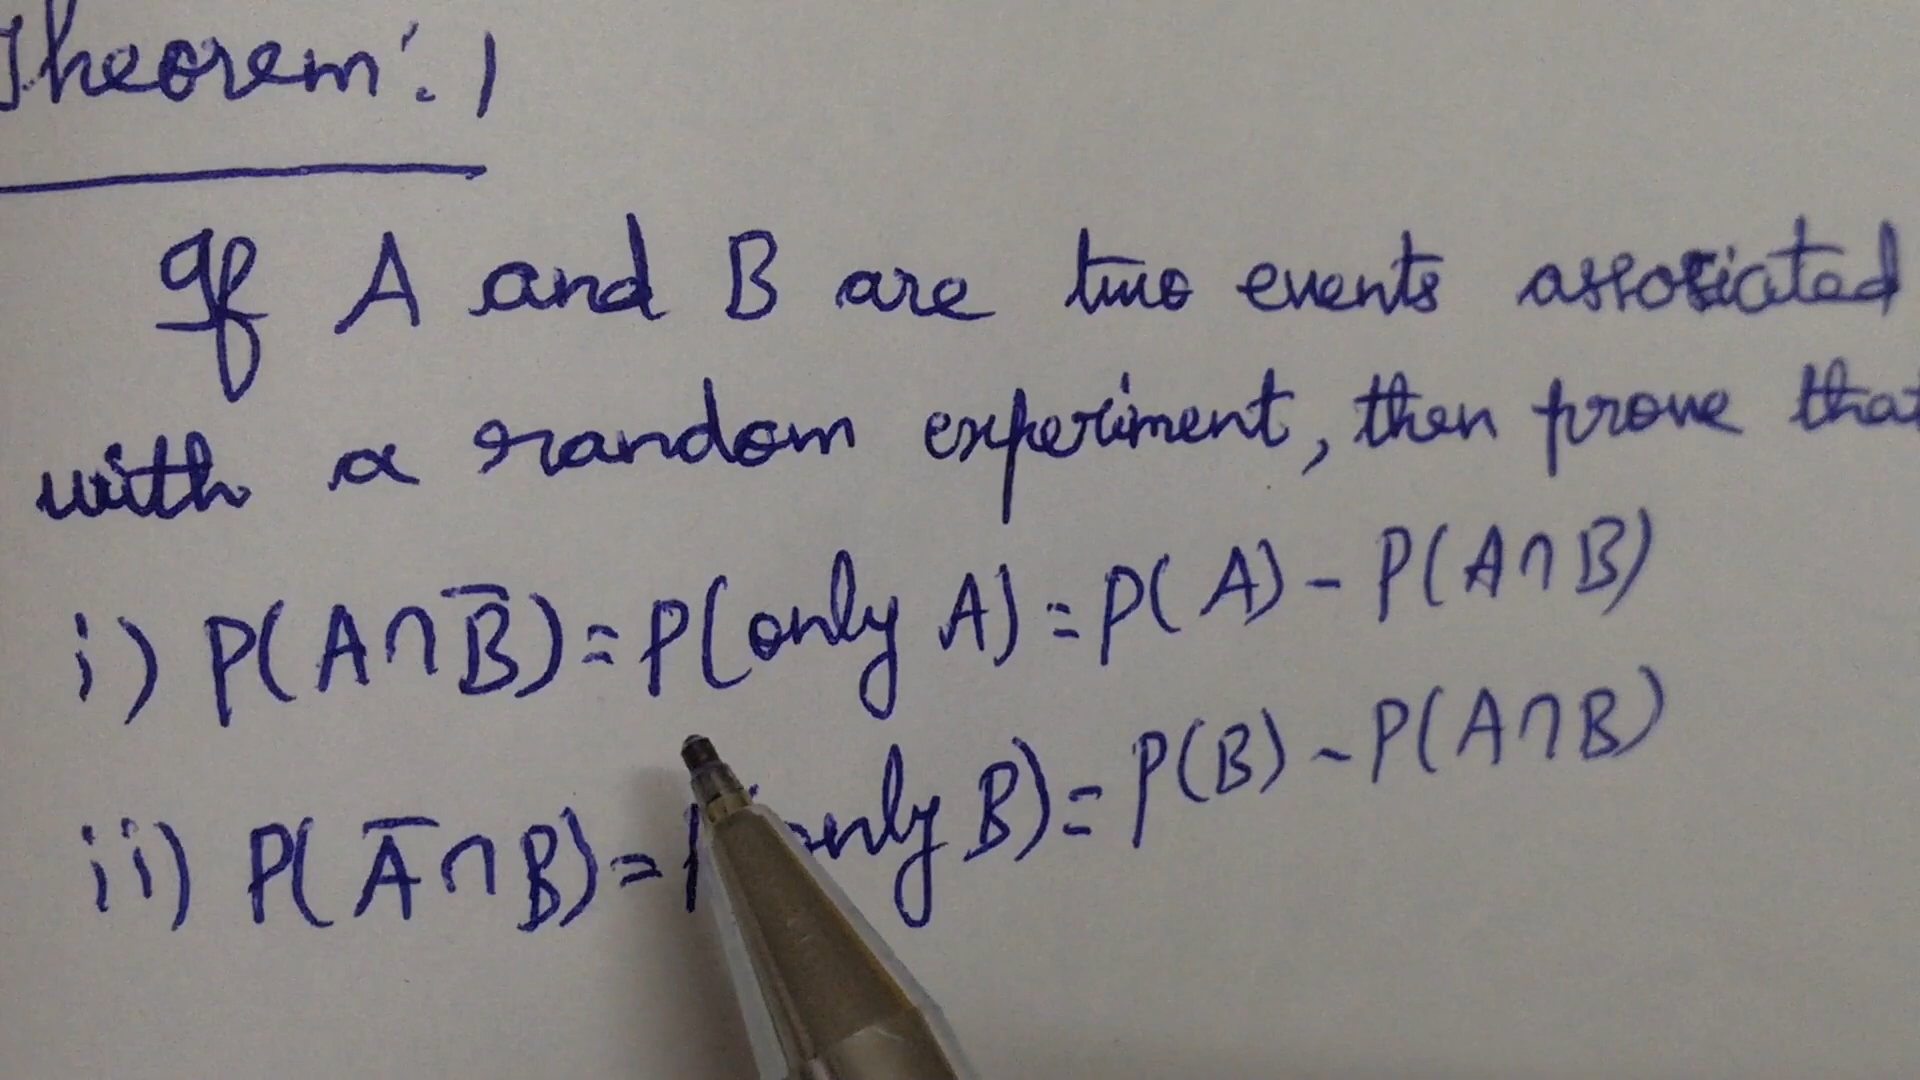 Theorem: 1
If A and B are two events associated
with a random experiment, then prove that
i) P(A∩B̅) = P(only A) = P(A) - P(A∩B)
ii) P(A̅∩B) = only B) = P(B) - P(A∩B)